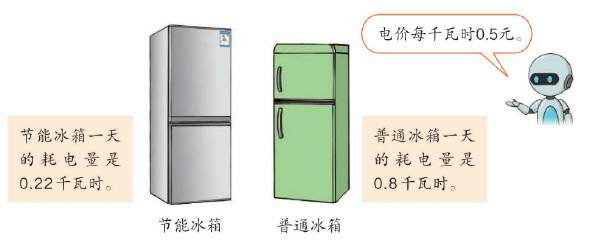 电价每千瓦时0.5元。
节能冰箱一天
的耗电量是
0.22千瓦时。
普通冰箱一天
的耗电量是
0.8千瓦时。
节能冰箱
普通冰箱